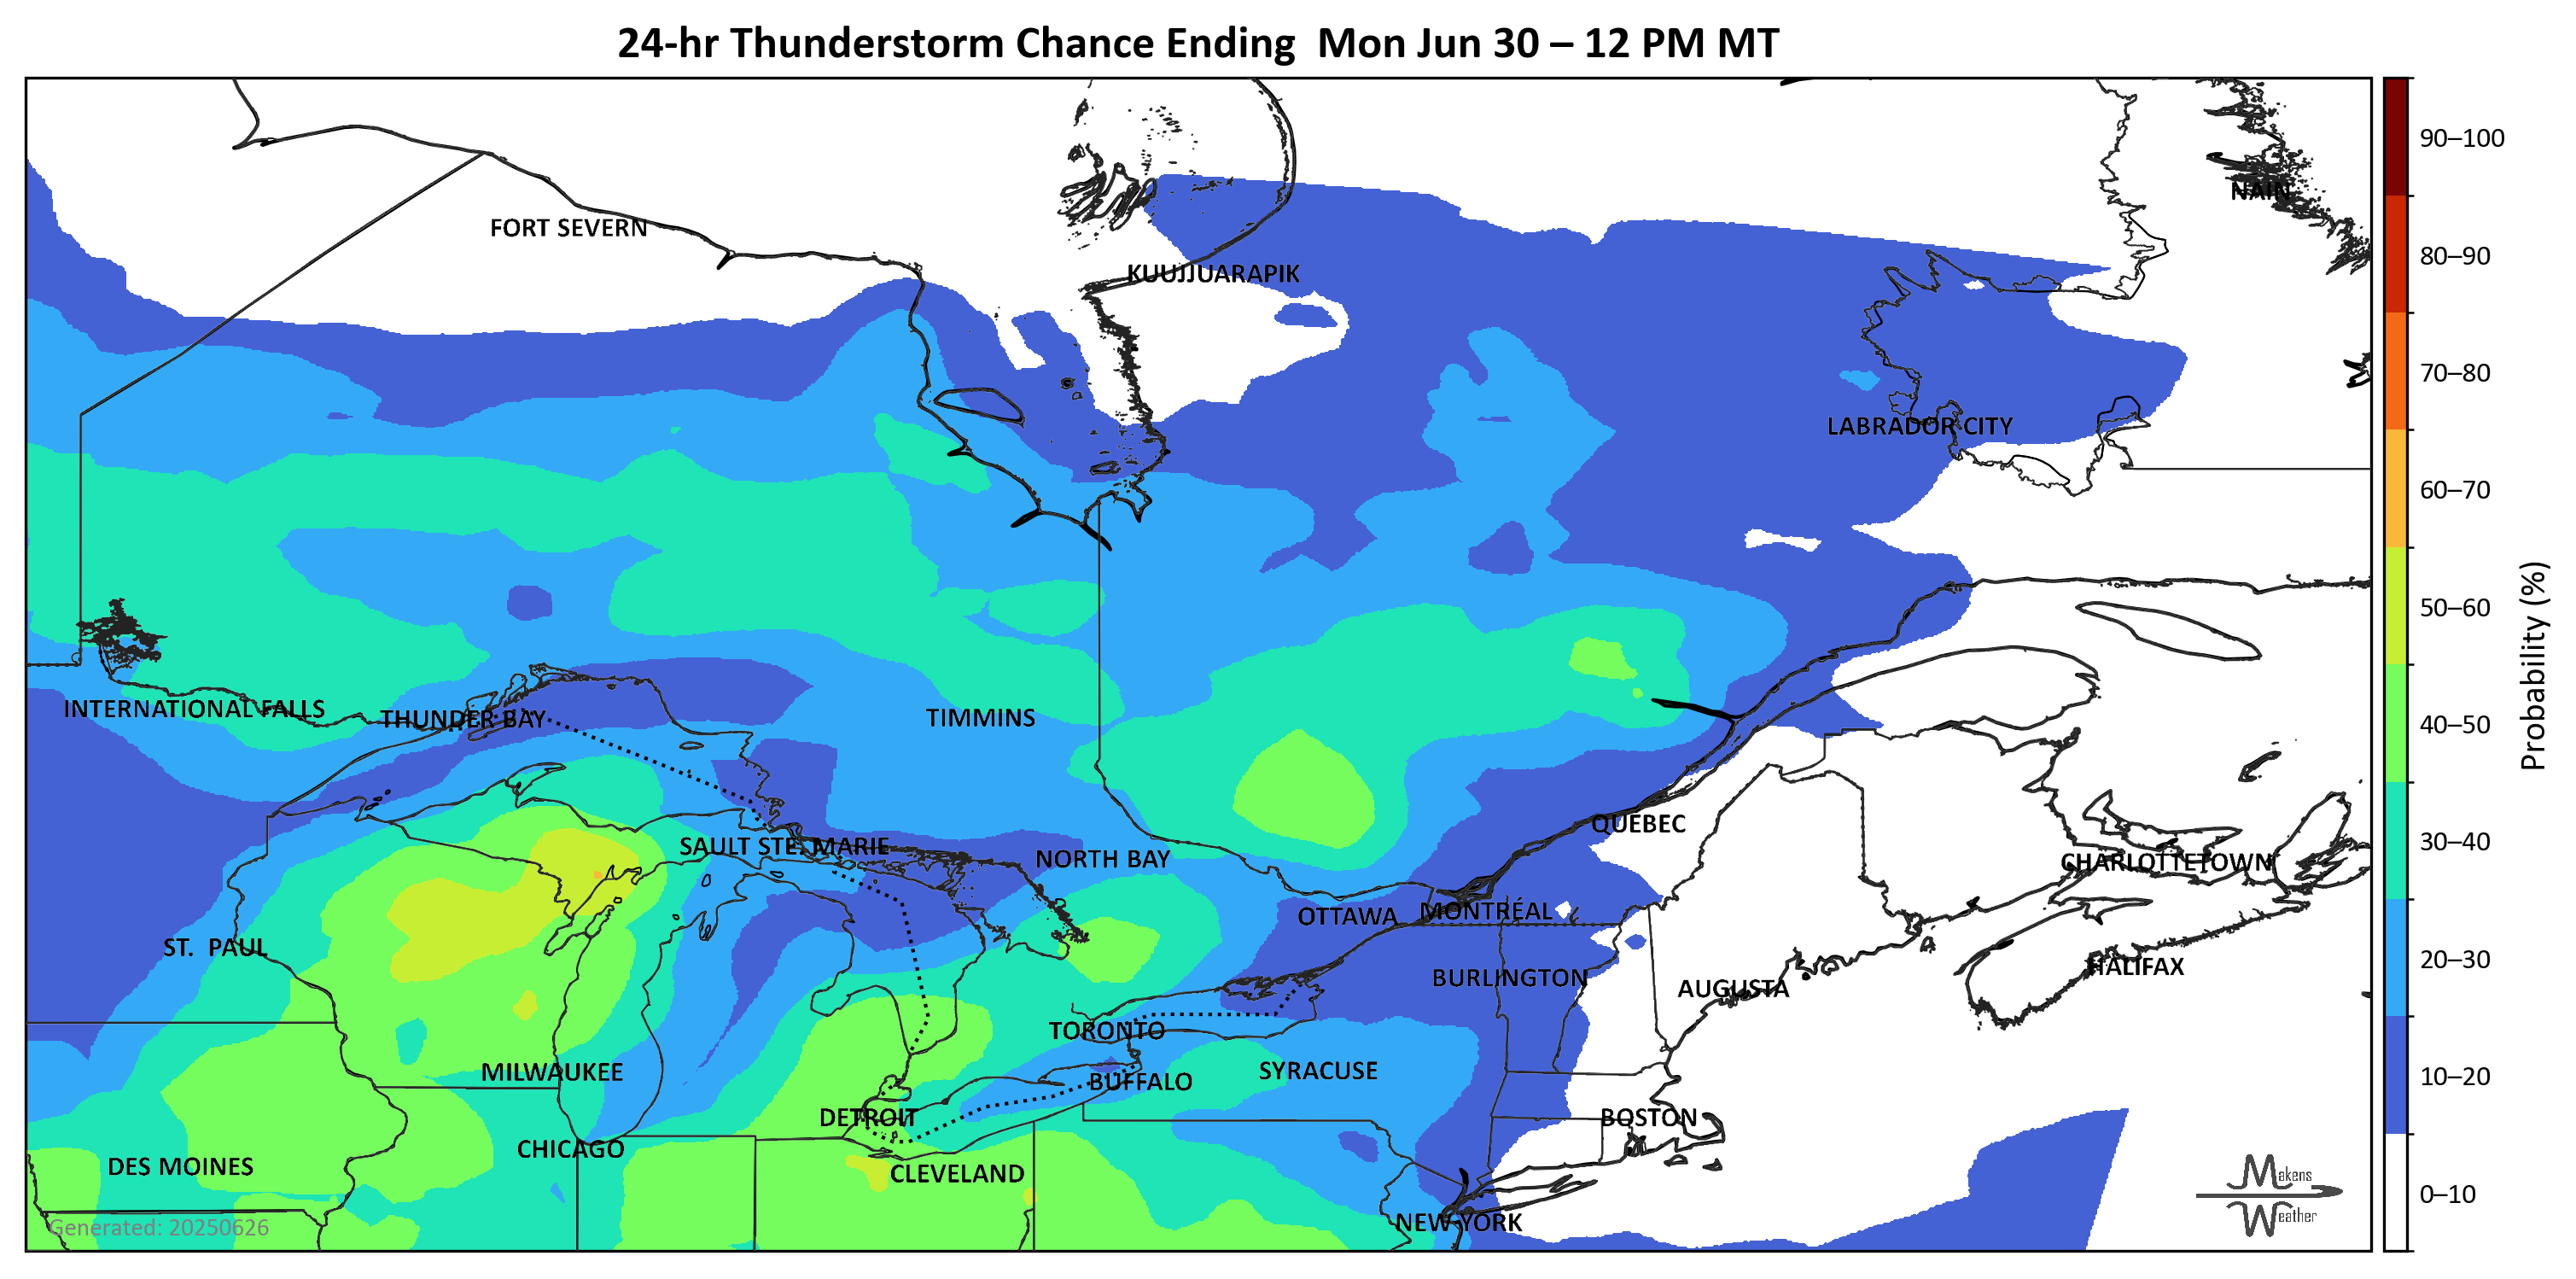 24-hr Thunderstorm Chance Ending  Mon Jun 30 – 12 PM MT
90–100
NAIN
FORT SEVERN
80–90
KUUJJUARAPIK
70–80
LABRADOR CITY
60–70
50–60
INTERNATIONAL FALLS
THUNDER BAY
TIMMINS
40–50
Probability (%)
QUEBEC
SAULT STE. MARIE
NORTH BAY
CHARLOTTETOWN
30–40
OTTAWA
MONTRÉAL
ST. PAUL
20–30
HALIFAX
BURLINGTON
AUGUSTA
TORONTO
MILWAUKEE
SYRACUSE
BUFFALO
10–20
DETROIT
BOSTON
CHICAGO
DES MOINES
CLEVELAND
Makens
Weather
0–10
NEW YORK
Generated: 20250626